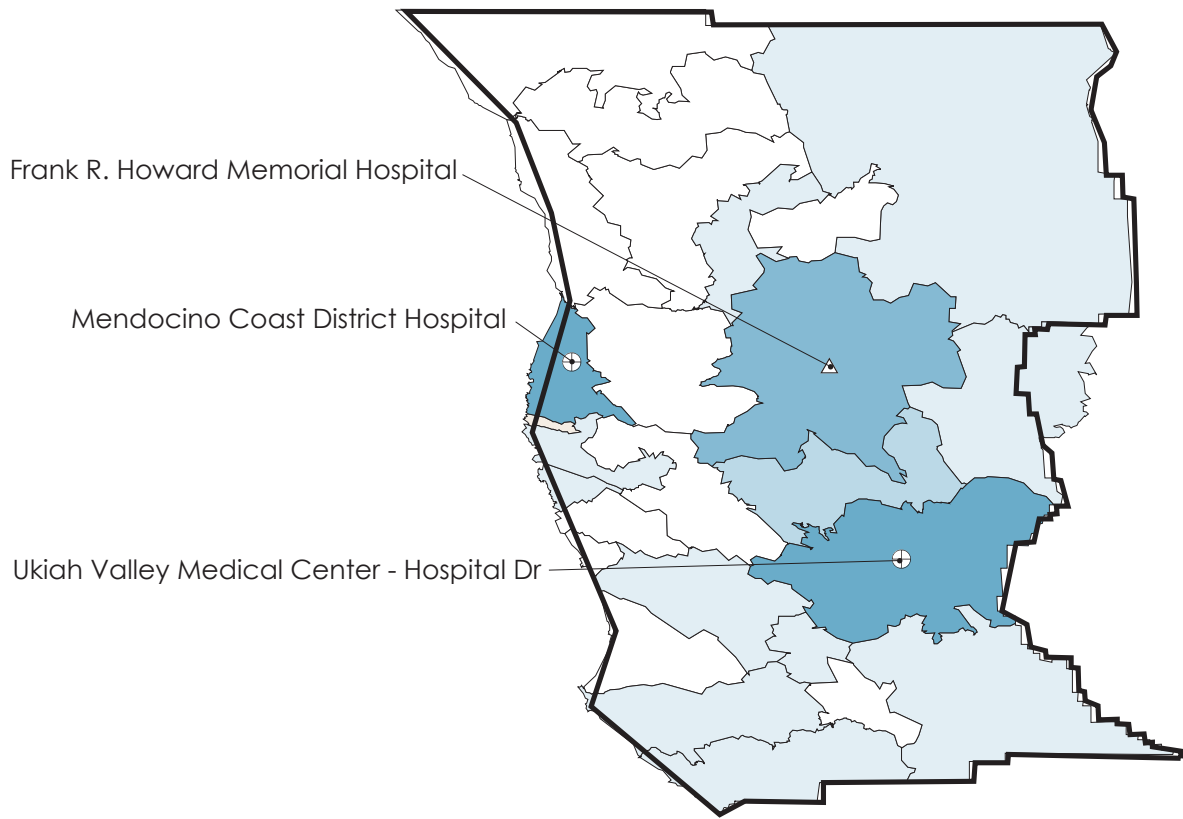 Frank R. Howard Memorial Hospital
Mendocino Coast District Hospital
Ukiah Valley Medical Center - Hospital Dr